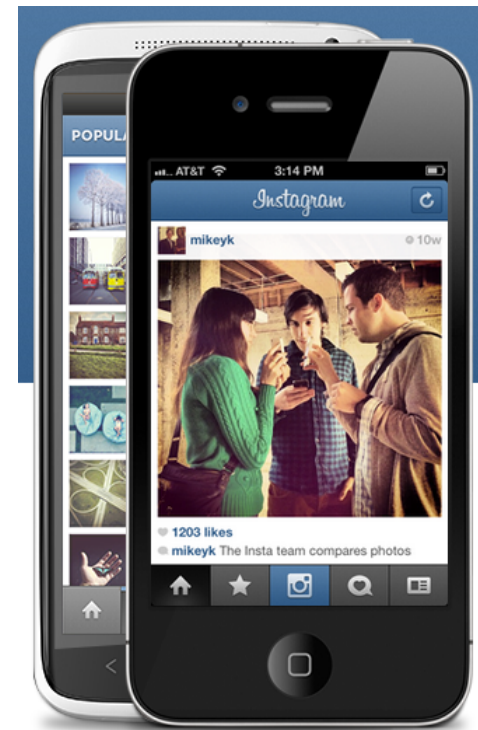 POPULA
AT&T 3:14 PM
Instagram
mikeyk 10w
1203 likes
mikeyk The Insta team compares photos